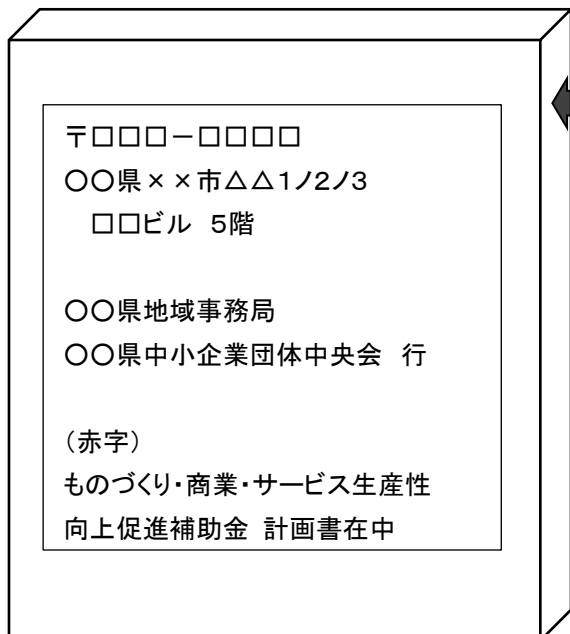 〒□□□－□□□□
○○県××市△△1ノ2ノ3
□□ビル　5階
○○県地域事務局
○○県中小企業団体中央会　行
（赤字）
ものづくり・商業・サービス生産性
向上促進補助金 計画書在中